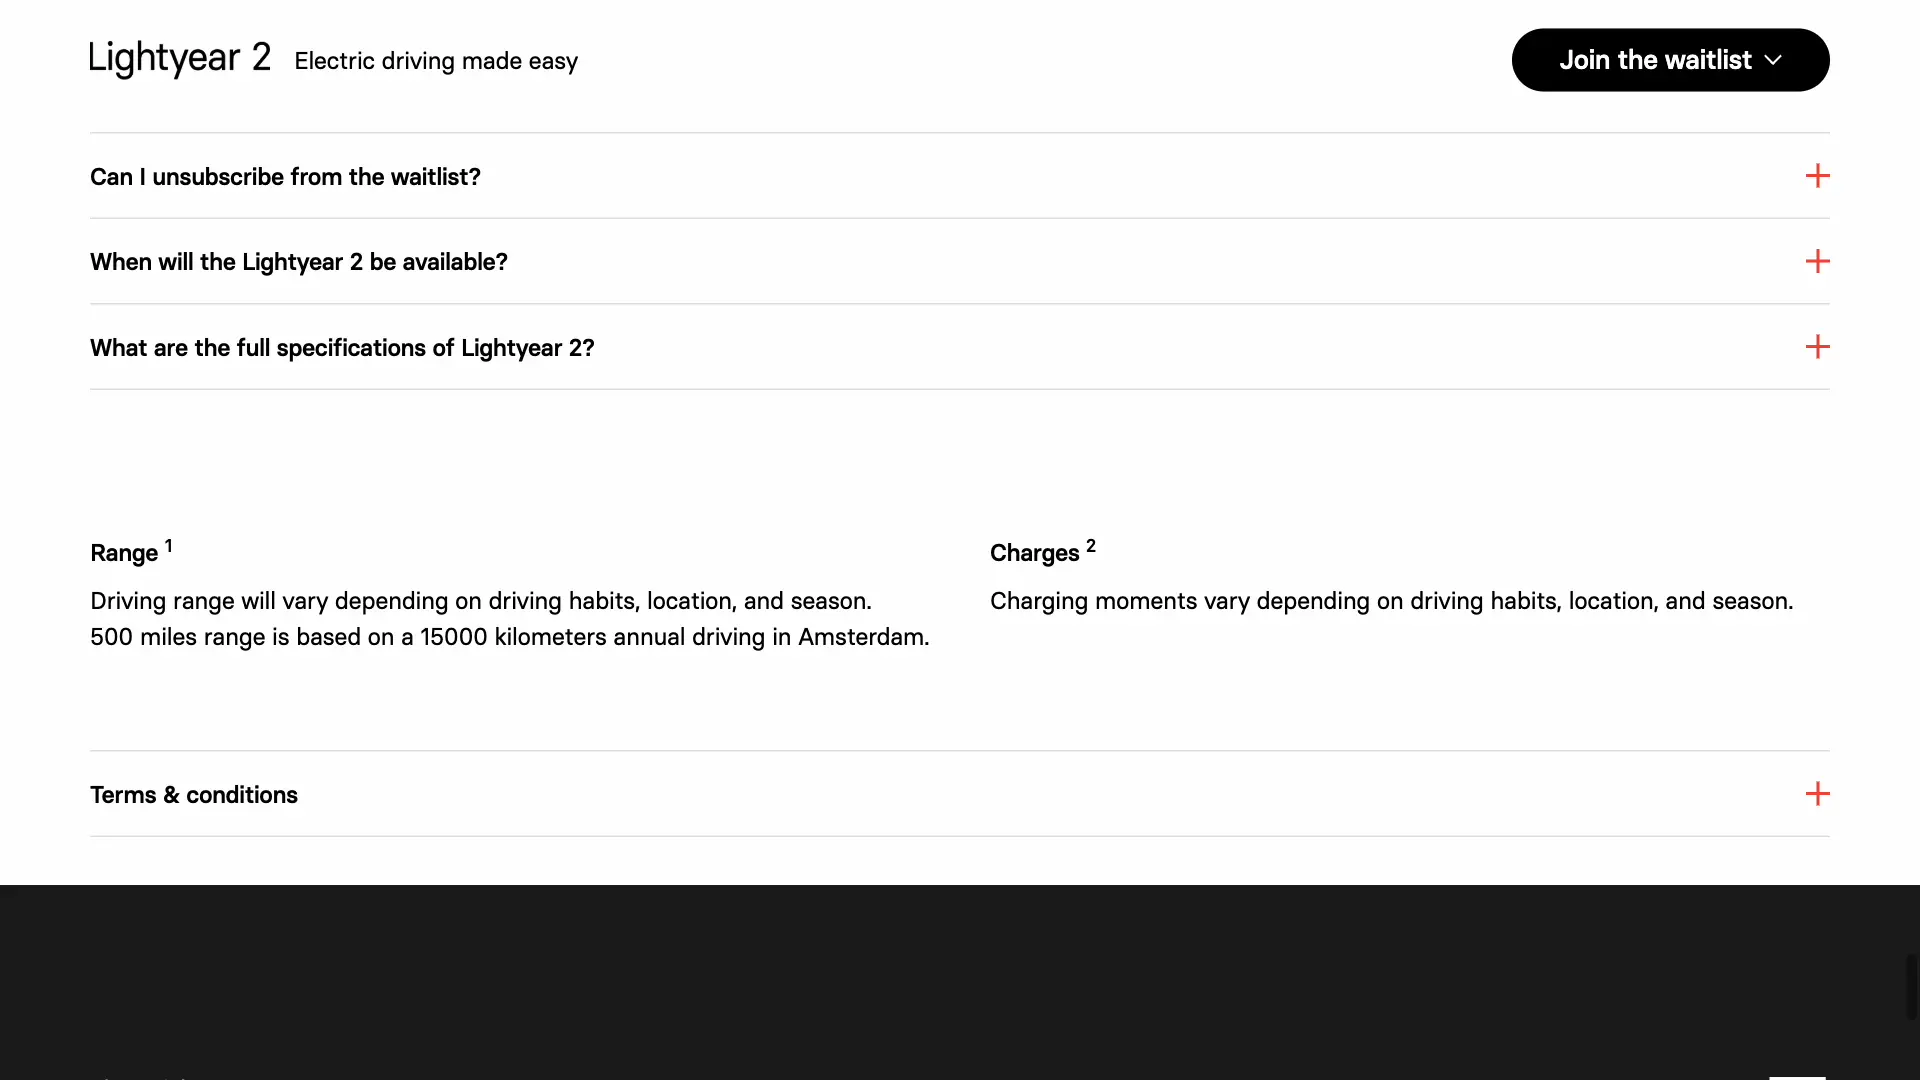 Lightyear 2 Electric driving made easy
Join the waitlist
Can I unsubscribe from the waitlist?
When will the Lightyear 2 be available?
What are the full specifications of Lightyear 2?
Range 1
Driving range will vary depending on driving habits, location, and season.
500 miles range is based on a 15000 kilometers annual driving in Amsterdam.
Charges 2
Charging moments vary depending on driving habits, location, and season.
Terms & conditions